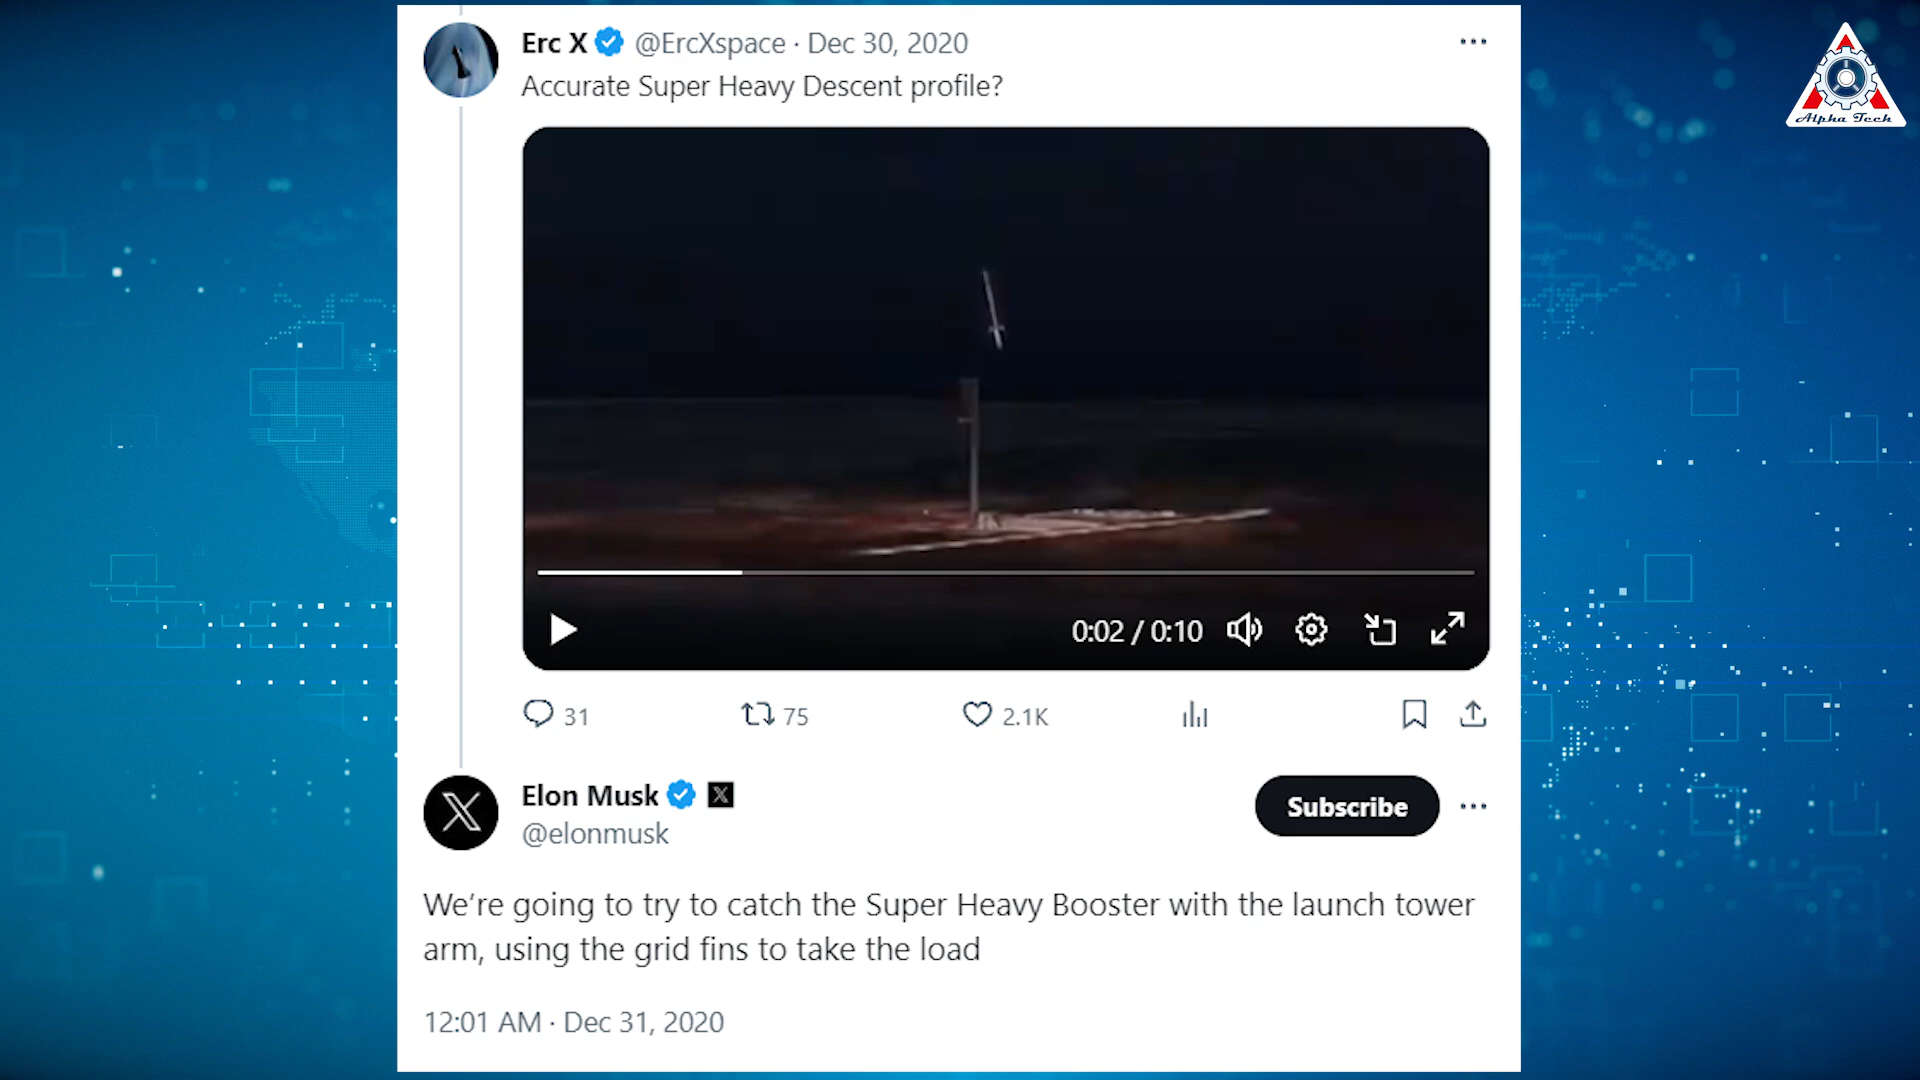 Erc X @ErcXspace · Dec 30, 2020
Accurate Super Heavy Descent profile?
0:02 / 0:10
31
75
2.1K
Elon Musk
@elonmusk
Subscribe
We’re going to try to catch the Super Heavy Booster with the launch tower
arm, using the grid fins to take the load
12:01 AM · Dec 31, 2020
Alpha Tech